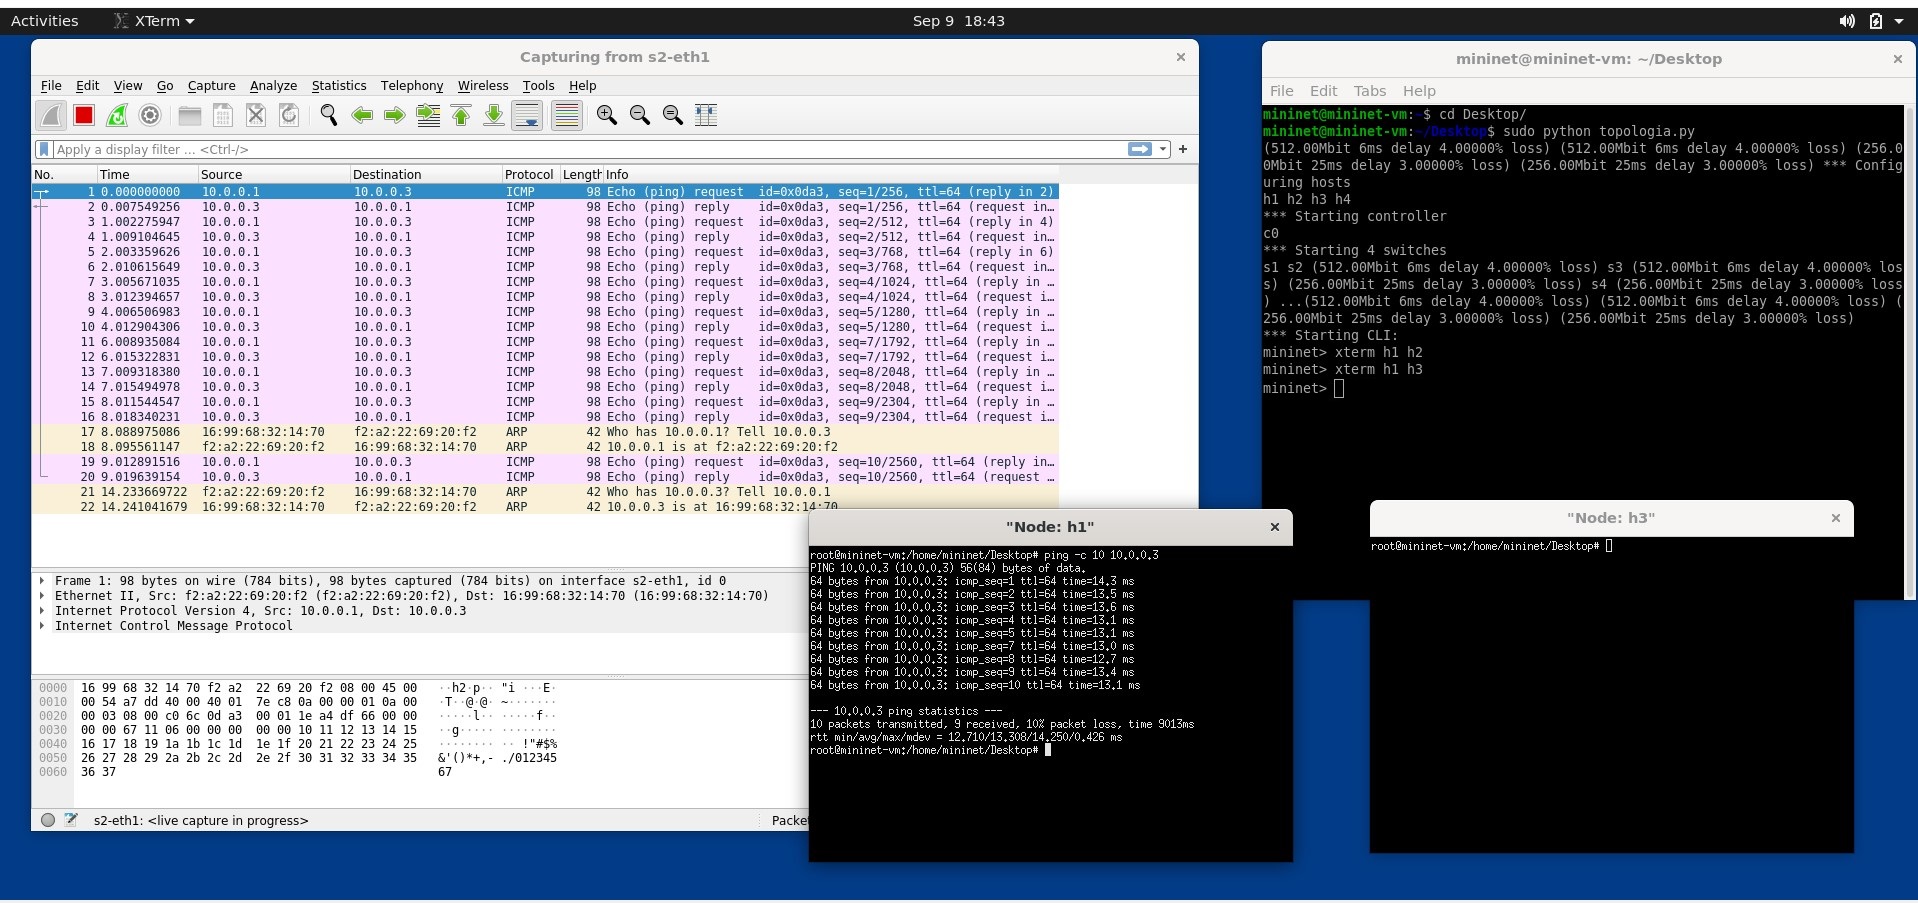 Activities XTerm Sep 9 18:43
Capturing from s2-eth1
File Edit View Go Capture Analyze Statistics Telephony Wireless Tools Help
Apply a display filter ... <Ctrl-/>
No. Time Source Destination Protocol Length Info
1 0.000000000 10.0.0.1 10.0.0.3 ICMP 98 Echo (ping) request id=0x0da3, seq=1/256, ttl=64 (reply in 2)
2 0.007549256 10.0.0.3 10.0.0.1 ICMP 98 Echo (ping) reply id=0x0da3, seq=1/256, ttl=64 (request in…
3 1.002275947 10.0.0.1 10.0.0.3 ICMP 98 Echo (ping) request id=0x0da3, seq=2/512, ttl=64 (reply in 4)
4 1.009104645 10.0.0.3 10.0.0.1 ICMP 98 Echo (ping) reply id=0x0da3, seq=2/512, ttl=64 (request in…
5 2.003359626 10.0.0.1 10.0.0.3 ICMP 98 Echo (ping) request id=0x0da3, seq=3/768, ttl=64 (reply in 6)
6 2.010615649 10.0.0.3 10.0.0.1 ICMP 98 Echo (ping) reply id=0x0da3, seq=3/768, ttl=64 (request in…
7 3.005671035 10.0.0.1 10.0.0.3 ICMP 98 Echo (ping) request id=0x0da3, seq=4/1024, ttl=64 (reply in …
8 3.012394657 10.0.0.3 10.0.0.1 ICMP 98 Echo (ping) reply id=0x0da3, seq=4/1024, ttl=64 (request i…
9 4.006506983 10.0.0.1 10.0.0.3 ICMP 98 Echo (ping) request id=0x0da3, seq=5/1280, ttl=64 (reply in …
10 4.012904306 10.0.0.3 10.0.0.1 ICMP 98 Echo (ping) reply id=0x0da3, seq=5/1280, ttl=64 (request i…
11 6.008935084 10.0.0.1 10.0.0.3 ICMP 98 Echo (ping) request id=0x0da3, seq=7/1792, ttl=64 (reply in …
12 6.015322831 10.0.0.3 10.0.0.1 ICMP 98 Echo (ping) reply id=0x0da3, seq=7/1792, ttl=64 (request i…
13 7.009318380 10.0.0.1 10.0.0.3 ICMP 98 Echo (ping) request id=0x0da3, seq=8/2048, ttl=64 (reply in …
14 7.015494978 10.0.0.3 10.0.0.1 ICMP 98 Echo (ping) reply id=0x0da3, seq=8/2048, ttl=64 (request i…
15 8.011544547 10.0.0.1 10.0.0.3 ICMP 98 Echo (ping) request id=0x0da3, seq=9/2304, ttl=64 (reply in …
16 8.018340231 10.0.0.3 10.0.0.1 ICMP 98 Echo (ping) reply id=0x0da3, seq=9/2304, ttl=64 (request i…
17 8.088975086 16:99:68:32:14:70 f2:a2:22:69:20:f2 ARP 42 Who has 10.0.0.1? Tell 10.0.0.3
18 8.095561147 f2:a2:22:69:20:f2 16:99:68:32:14:70 ARP 42 10.0.0.1 is at f2:a2:22:69:20:f2
19 9.012891516 10.0.0.1 10.0.0.3 ICMP 98 Echo (ping) request id=0x0da3, seq=10/2560, ttl=64 (reply in…
20 9.019639154 10.0.0.3 10.0.0.1 ICMP 98 Echo (ping) reply id=0x0da3, seq=10/2560, ttl=64 (request …
21 14.233669722 f2:a2:22:69:20:f2 16:99:68:32:14:70 ARP 42 Who has 10.0.0.3? Tell 10.0.0.1
22 14.241041679 16:99:68:32:14:70 f2:a2:22:69:20:f2 ARP 42 10.0.0.3 is at 16:99:68:32:14:70
Frame 1: 98 bytes on wire (784 bits), 98 bytes captured (784 bits) on interface s2-eth1, id 0
Ethernet II, Src: f2:a2:22:69:20:f2 (f2:a2:22:69:20:f2), Dst: 16:99:68:32:14:70 (16:99:68:32:14:70)
Internet Protocol Version 4, Src: 10.0.0.1, Dst: 10.0.0.3
Internet Control Message Protocol
0000 16 99 68 32 14 70 f2 a2 22 69 20 f2 08 00 45 00 ··h2·p·· "i ···E·
0010 00 54 a7 dd 40 00 40 01 7e c8 0a 00 00 01 0a 00 ·T··@·@· ~·······
0020 00 03 08 00 c0 6c 0d a3 00 01 1e a4 df 66 00 00 ·····l·· ·····f··
0030 00 00 67 11 06 00 00 00 00 00 10 11 12 13 14 15 ··g····· ········
0040 16 17 18 19 1a 1b 1c 1d 1e 1f 20 21 22 23 24 25 ········ ·· !"#$%
0050 26 27 28 29 2a 2b 2c 2d 2e 2f 30 31 32 33 34 35 &'()*+,- ./012345
0060 36 37 67
s2-eth1: <live capture in progress> Packe
mininet@mininet-vm: ~/Desktop
File Edit Tabs Help
mininet@mininet-vm:~$ cd Desktop/
mininet@mininet-vm:~/Desktop$ sudo python topologia.py
(512.00Mbit 6ms delay 4.00000% loss) (512.00Mbit 6ms delay 4.00000% loss) (256.0
0Mbit 25ms delay 3.00000% loss) (256.00Mbit 25ms delay 3.00000% loss) *** Config
uring hosts
h1 h2 h3 h4
*** Starting controller
c0
*** Starting 4 switches
s1 s2 (512.00Mbit 6ms delay 4.00000% loss) s3 (512.00Mbit 6ms delay 4.00000% los
s) (256.00Mbit 25ms delay 3.00000% loss) s4 (256.00Mbit 25ms delay 3.00000% loss
) ...(512.00Mbit 6ms delay 4.00000% loss) (512.00Mbit 6ms delay 4.00000% loss) (
256.00Mbit 25ms delay 3.00000% loss) (256.00Mbit 25ms delay 3.00000% loss)
*** Starting CLI:
mininet> xterm h1 h2
mininet> xterm h1 h3
mininet>
"Node: h1"
root@mininet-vm:/home/mininet/Desktop# ping -c 10 10.0.0.3
PING 10.0.0.3 (10.0.0.3) 56(84) bytes of data.
64 bytes from 10.0.0.3: icmp_seq=1 ttl=64 time=14.3 ms
64 bytes from 10.0.0.3: icmp_seq=2 ttl=64 time=13.5 ms
64 bytes from 10.0.0.3: icmp_seq=3 ttl=64 time=13.6 ms
64 bytes from 10.0.0.3: icmp_seq=4 ttl=64 time=13.1 ms
64 bytes from 10.0.0.3: icmp_seq=5 ttl=64 time=13.1 ms
64 bytes from 10.0.0.3: icmp_seq=7 ttl=64 time=13.0 ms
64 bytes from 10.0.0.3: icmp_seq=8 ttl=64 time=12.7 ms
64 bytes from 10.0.0.3: icmp_seq=9 ttl=64 time=13.4 ms
64 bytes from 10.0.0.3: icmp_seq=10 ttl=64 time=13.1 ms
--- 10.0.0.3 ping statistics ---
10 packets transmitted, 9 received, 10% packet loss, time 9013ms
rtt min/avg/max/mdev = 12.710/13.308/14.250/0.426 ms
root@mininet-vm:/home/mininet/Desktop#
"Node: h3"
root@mininet-vm:/home/mininet/Desktop#